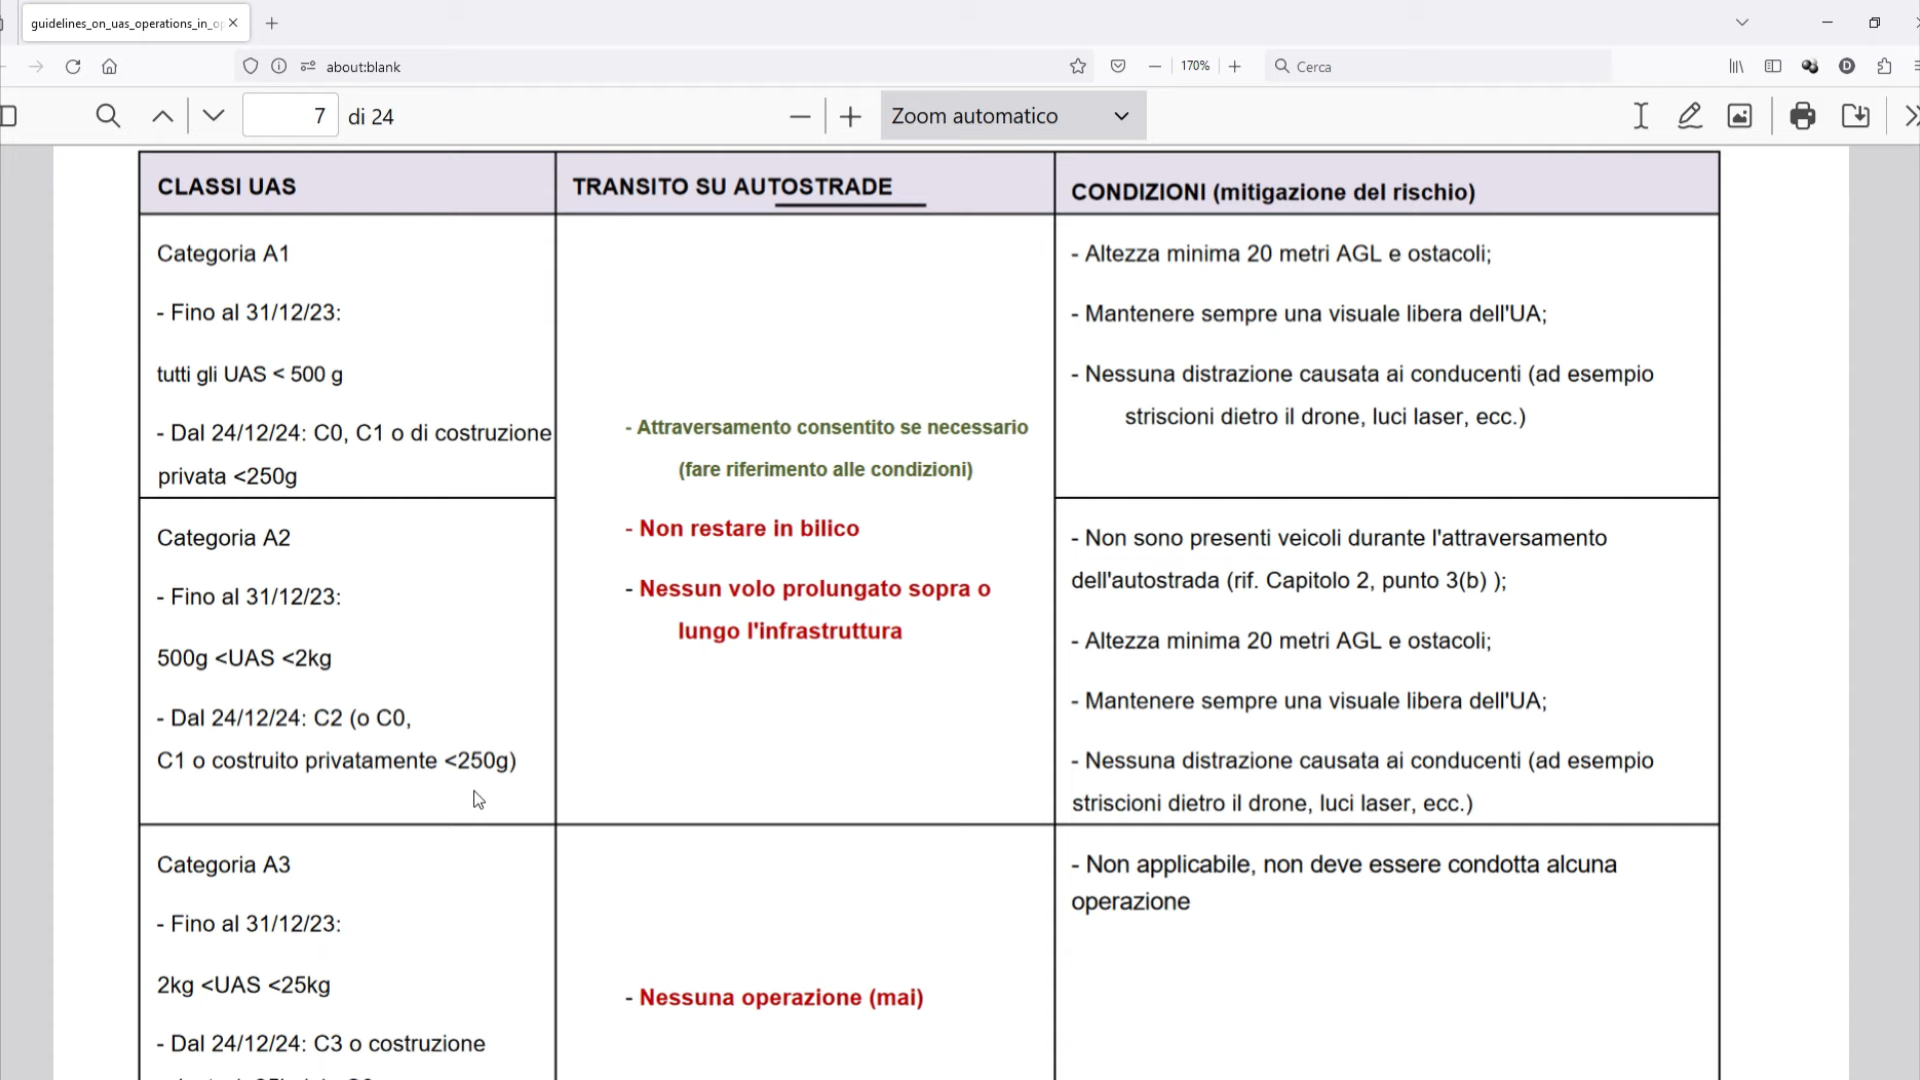 guidelines_on_uas_operations_in_op
about:blank
170%
Cerca
7 di 24
Zoom automatico
CLASSI UAS
TRANSITO SU AUTOSTRADE
CONDIZIONI (mitigazione del rischio)
Categoria A1
- Fino al 31/12/23:
tutti gli UAS < 500 g
- Dal 24/12/24: C0, C1 o di costruzione
privata <250g
- Attraversamento consentito se necessario
(fare riferimento alle condizioni)
- Non restare in bilico
- Nessun volo prolungato sopra o
lungo l'infrastruttura
- Altezza minima 20 metri AGL e ostacoli;
- Mantenere sempre una visuale libera dell'UA;
- Nessuna distrazione causata ai conducenti (ad esempio
striscioni dietro il drone, luci laser, ecc.)
Categoria A2
- Fino al 31/12/23:
500g <UAS <2kg
- Dal 24/12/24: C2 (o C0,
C1 o costruito privatamente <250g)
- Non sono presenti veicoli durante l'attraversamento
dell'autostrada (rif. Capitolo 2, punto 3(b) );
- Altezza minima 20 metri AGL e ostacoli;
- Mantenere sempre una visuale libera dell'UA;
- Nessuna distrazione causata ai conducenti (ad esempio
striscioni dietro il drone, luci laser, ecc.)
Categoria A3
- Fino al 31/12/23:
2kg <UAS <25kg
- Dal 24/12/24: C3 o costruzione
- Nessuna operazione (mai)
- Non applicabile, non deve essere condotta alcuna
operazione